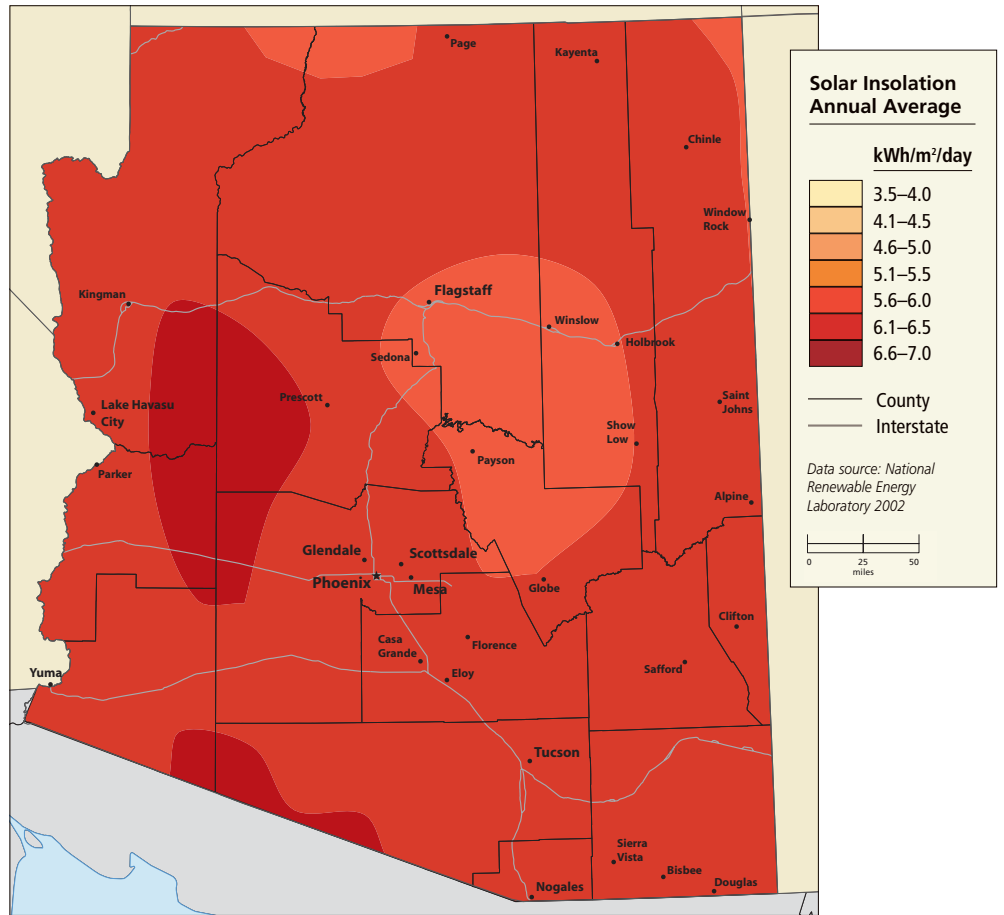 Page
Kayenta
Chinle
Window
Rock
Kingman
Flagstaff
Winslow
Holbrook
Sedona
Prescott
Lake Havasu
City
Saint
Johns
Show
Low
Parker
Payson
Alpine
Glendale
Scottsdale
Phoenix
Mesa
Globe
Clifton
Casa
Grande
Florence
Safford
Yuma
Eloy
Tucson
Sierra
Vista
Bisbee
Douglas
Nogales
Solar Insolation
Annual Average
kWh/m²/day
3.5–4.0
4.1–4.5
4.6–5.0
5.1–5.5
5.6–6.0
6.1–6.5
6.6–7.0
County
Interstate
Data source: National
Renewable Energy
Laboratory 2002
0 25 50
miles